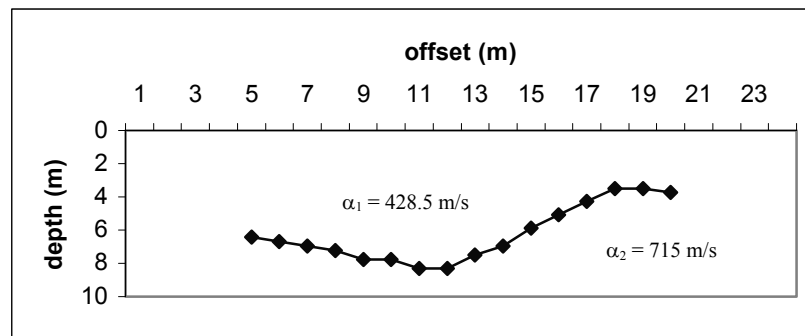 offset (m)
1 3 5 7 9 11 13 15 17 19 21 23
0
2
4
6
8
10
depth (m)
α₁ = 428.5 m/s
α₂ = 715 m/s